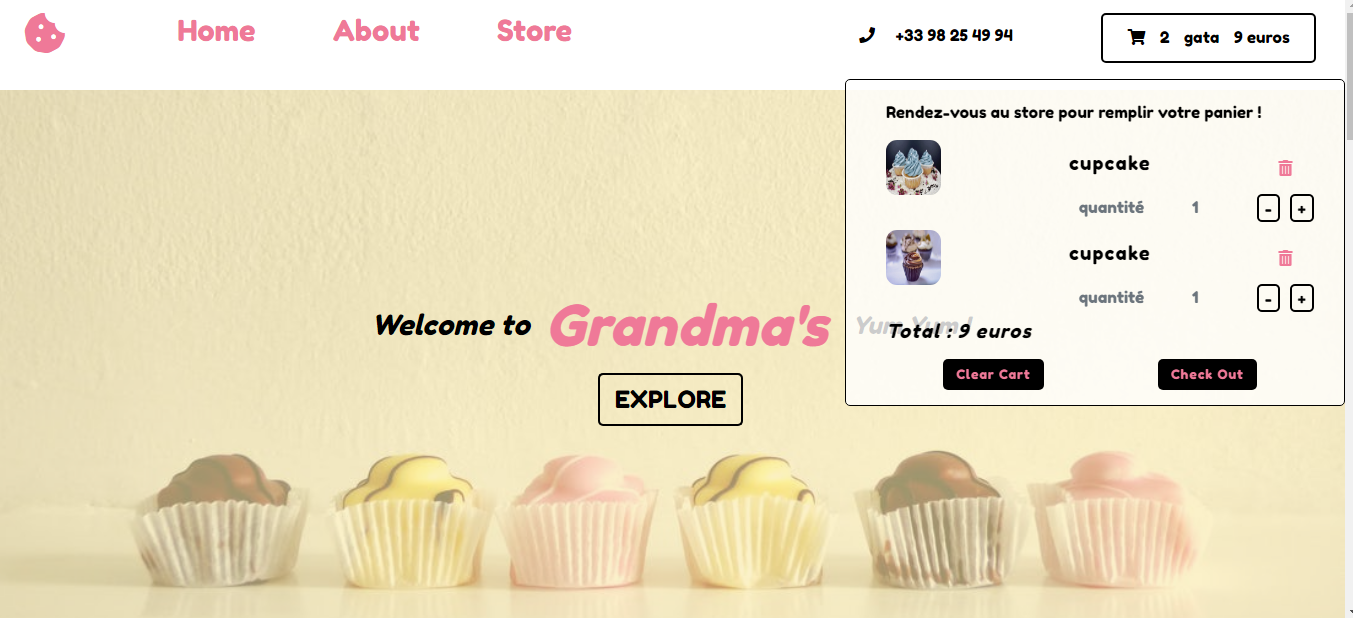 Home About Store
+33 98 25 49 94
2 gata 9 euros
Rendez-vous au store pour remplir votre panier !
cupcake
quantité 1 - +
cupcake
quantité 1 - +
Welcome to Grandma's Yum Yum !
Total : 9 euros
Clear Cart Check Out
EXPLORE